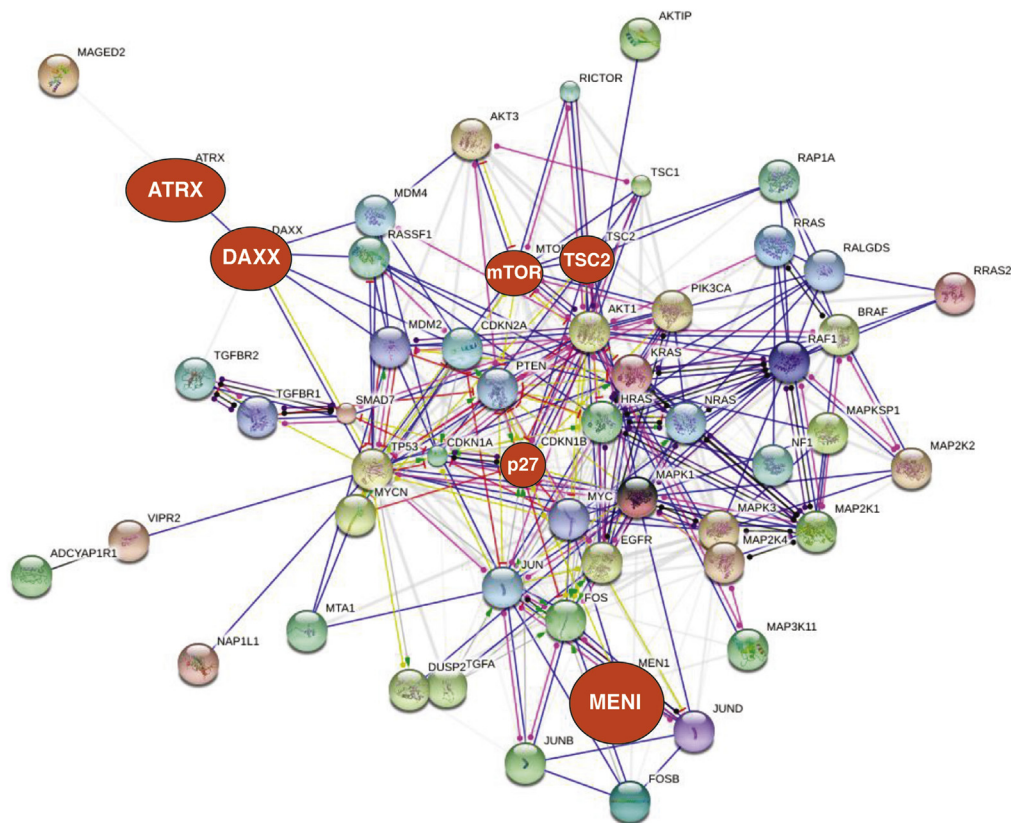 AKTIP
MAGED2
RICTOR
AKT3
ATRX
ATRX
TSC1
RAP1A
MDM4
RRAS
DAXX
DAXX
RASSF1
MTOR
mTOR
TSC2
TSC2
RALGDS
RRAS2
PIK3CA
AKT1
BRAF
MDM2
CDKN2A
RAF1
TGFBR2
PTEN
KRAS
TGFBR1
SMAD7
HRAS
NRAS
MAPKSP1
TP53
CDKN1A
CDKN1B
p27
NF1
MAP2K2
MAPK1
MYCN
MYC
MAPK3
MAP2K1
VIPR2
EGFR
MAP2K4
ADCYAP1R1
JUN
FOS
MTA1
MAP3K11
NAP1L1
DUSP2
TGFA
MEN1
MENI
JUND
JUNB
FOSB